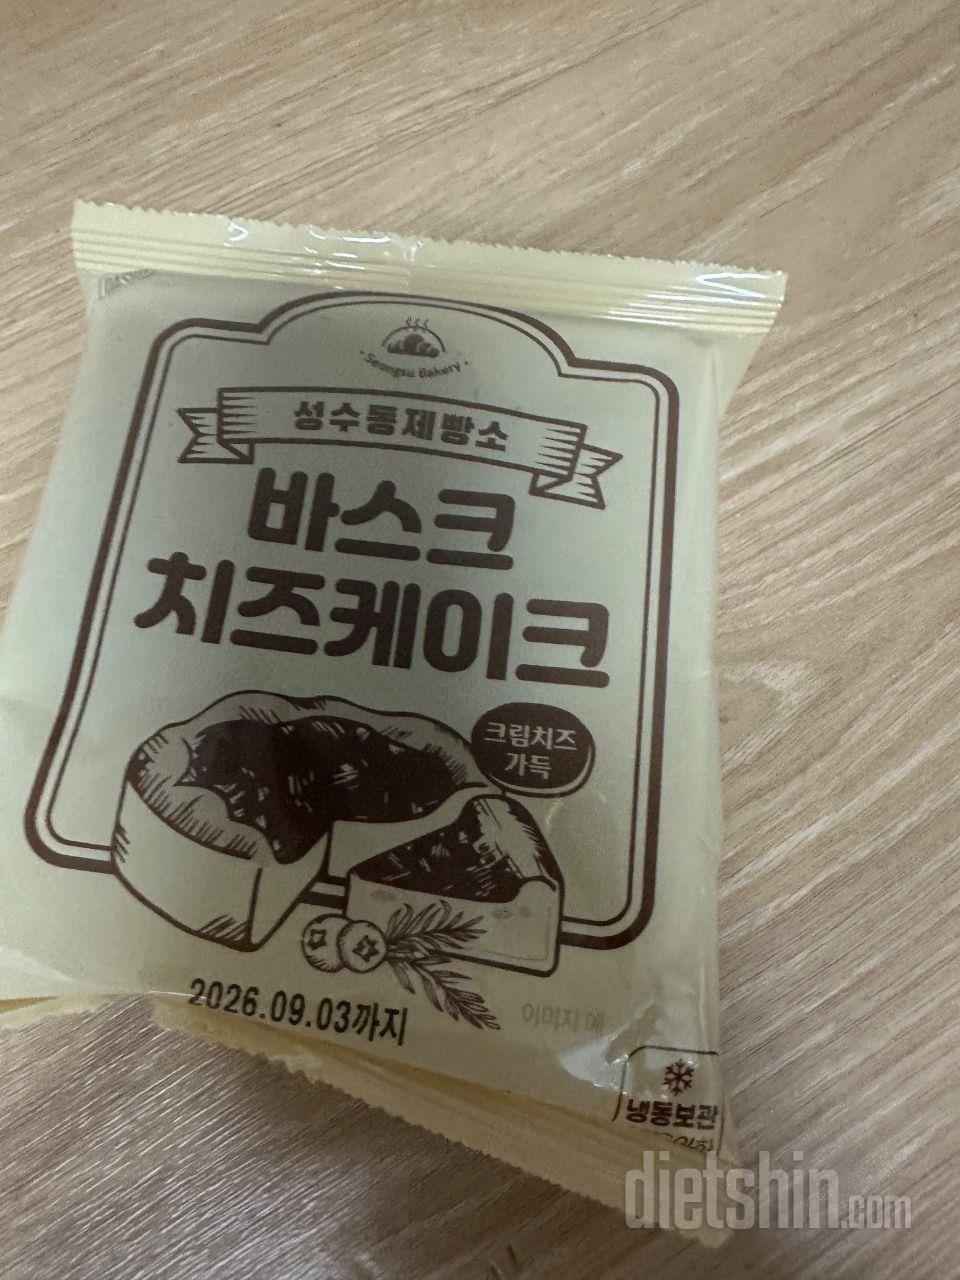 Seongsu Bakery
성수동제빵소
바스크
치즈케이크
크림치즈
가득
2026.09.03까지
이미지 예
냉동보관
dietshin.com